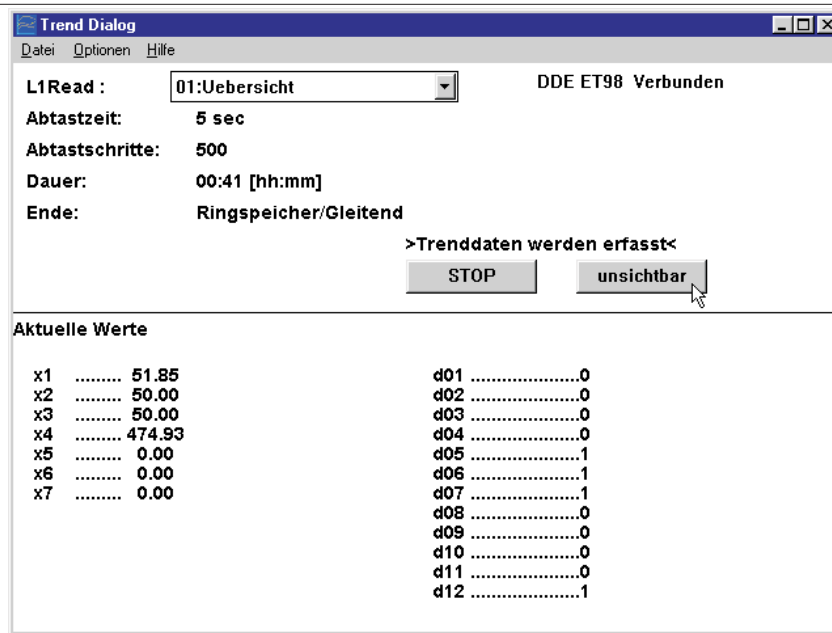 Trend Dialog
Datei Optionen Hilfe
L1Read : 01:Uebersicht DDE ET98 Verbunden
Abtastzeit: 5 sec
Abtastschritte: 500
Dauer: 00:41 [hh:mm]
Ende: Ringspeicher/Gleitend
>Trenddaten werden erfasst<
STOP unsichtbar
Aktuelle Werte
x1 ......... 51.85 d01 .....................0
x2 ......... 50.00 d02 .....................0
x3 ......... 50.00 d03 .....................0
x4 ......... 474.93 d04 .....................0
x5 ......... 0.00 d05 .....................1
x6 ......... 0.00 d06 .....................1
x7 ......... 0.00 d07 .....................1
d08 .....................0
d09 .....................0
d10 .....................0
d11 .....................0
d12 .....................1